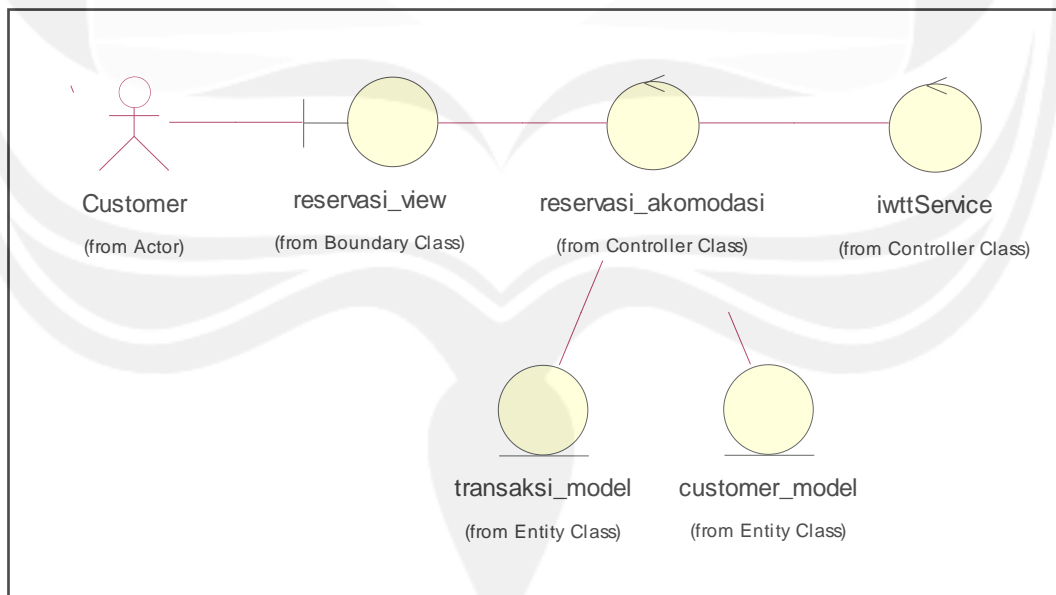 Customer
(from Actor)
reservasi_view
(from Boundary Class)
reservasi_akomodasi
(from Controller Class)
iwttService
(from Controller Class)
transaksi_model
(from Entity Class)
customer_model
(from Entity Class)